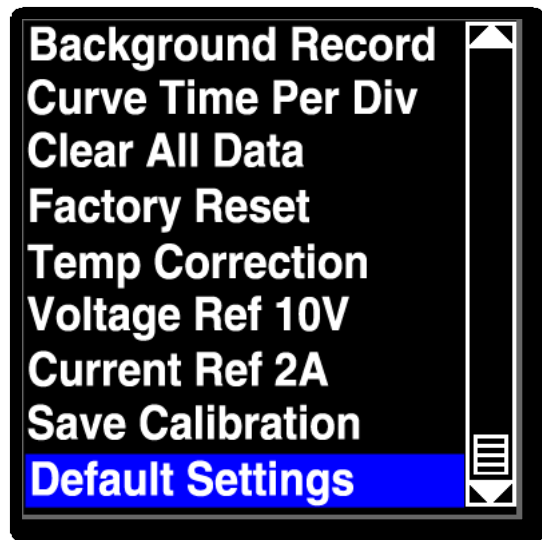 Background Record
Curve Time Per Div
Clear All Data
Factory Reset
Temp Correction
Voltage Ref 10V
Current Ref 2A
Save Calibration
Default Settings